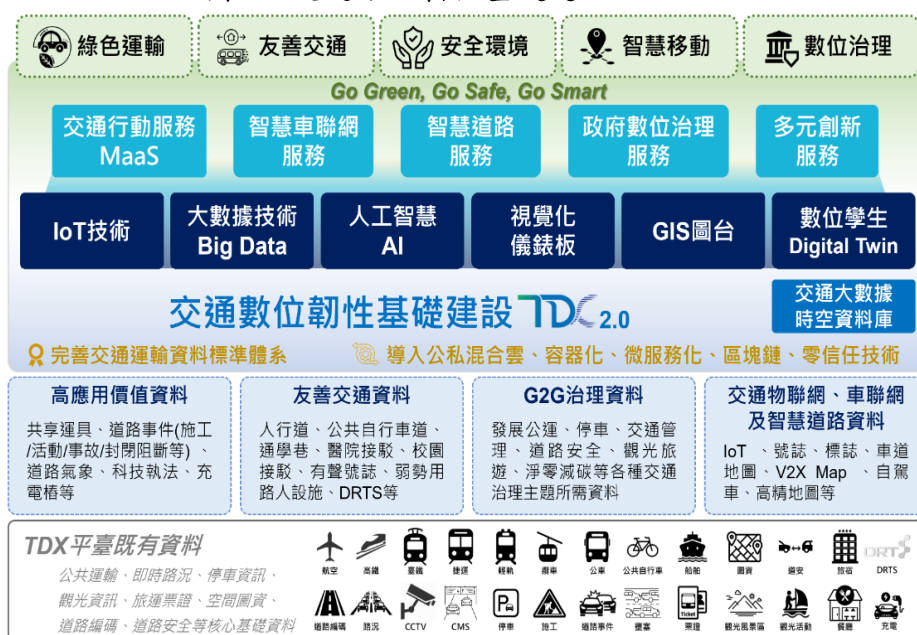 綠色運輸
友善交通
安全環境
智慧移動
數位治理
Go Green, Go Safe, Go Smart
交通行動服務
MaaS
智慧車聯網
服務
智慧道路
服務
政府數位治理
服務
多元創新
服務
IoT技術
大數據技術
Big Data
人工智慧
AI
視覺化
儀錶板
GIS圖台
數位孿生
Digital Twin
交通數位韌性基礎建設 TDX 2.0
交通大數據
時空資料庫
完善交通運輸資料標準體系
導入公私混合雲、容器化、微服務化、區塊鏈、零信任技術
高應用價值資料
共享運具、道路事件(施工
/活動/事故/封閉阻斷等)、
道路氣象、科技執法、充
電樁等
友善交通資料
人行道、公共自行車道、
通學巷、醫院接駁、校園
接駁、有聲號誌、弱勢用
路人設施、DRTS等
G2G治理資料
發展公運、停車、交通管
理、道路安全、觀光旅
遊、淨零減碳等各種交通
治理主題所需資料
交通物聯網、車聯網
及智慧道路資料
IoT 、號誌、標誌、車道
地圖、V2X Map 、自駕
車、高精地圖等
TDX平臺既有資料
公共運輸、即時路況、停車資訊、
觀光資訊、旅運票證、空間圖資、
道路編碼、道路安全等核心基礎資料
航空
高鐵
臺鐵
捷運
輕軌
纜車
公車
公共自行車
船舶
圖資
道安
旅宿
DRT
DRTS
道路編碼
路況
CCTV
CMS
停車
施工
道路事件
壅塞
Ticket
票證
觀光風景區
觀光活動
餐廳
充電